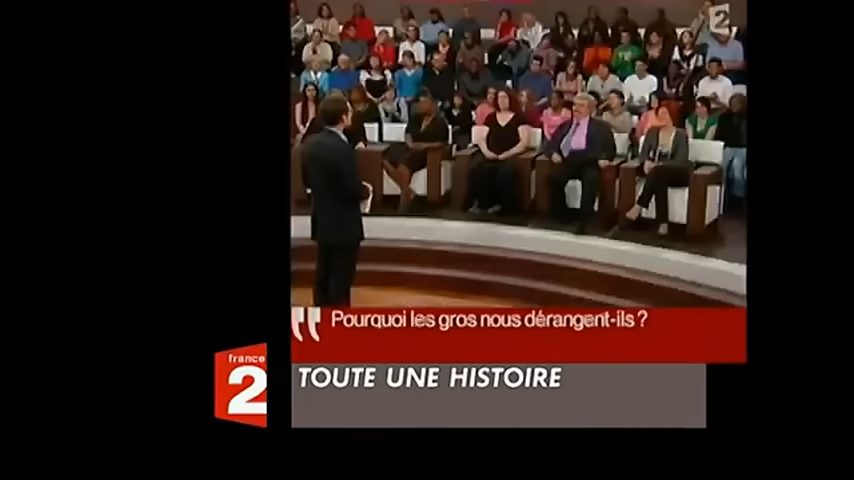 2
Pourquoi les gros nous dérangent-ils ?
france
2
TOUTE UNE HISTOIRE